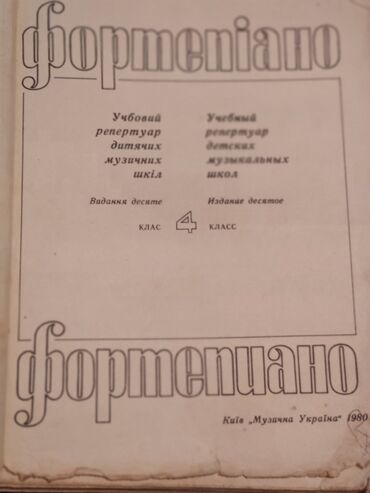 фортепіано
Учбовий
репертуар
дитячих
музичних
шкіл
Видання десяте
КЛАС
Учебный
репертуар
детских
музыкальных
школ
Издание десятое
4
КЛАСС
фортепиано
Київ „Музична Україна“ 1980